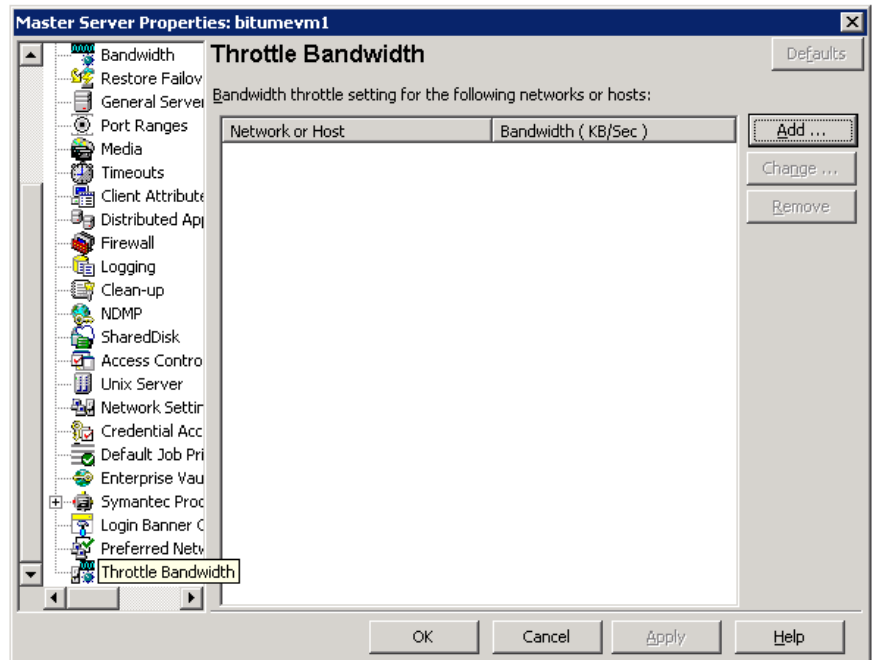 Master Server Properties: bitumevm1
Bandwidth
Restore Failov
General Server
Port Ranges
Media
Timeouts
Client Attribute
Distributed App
Firewall
Logging
Clean-up
NDMP
SharedDisk
Access Contro
Unix Server
Network Settin
Credential Acc
Default Job Pri
Enterprise Vau
Symantec Proc
Login Banner C
Preferred Netw
Throttle Bandwidth
Throttle Bandwidth
Defaults
Bandwidth throttle setting for the following networks or hosts:
Network or Host
Bandwidth ( KB/Sec )
Add ...
Change ...
Remove
OK
Cancel
Apply
Help